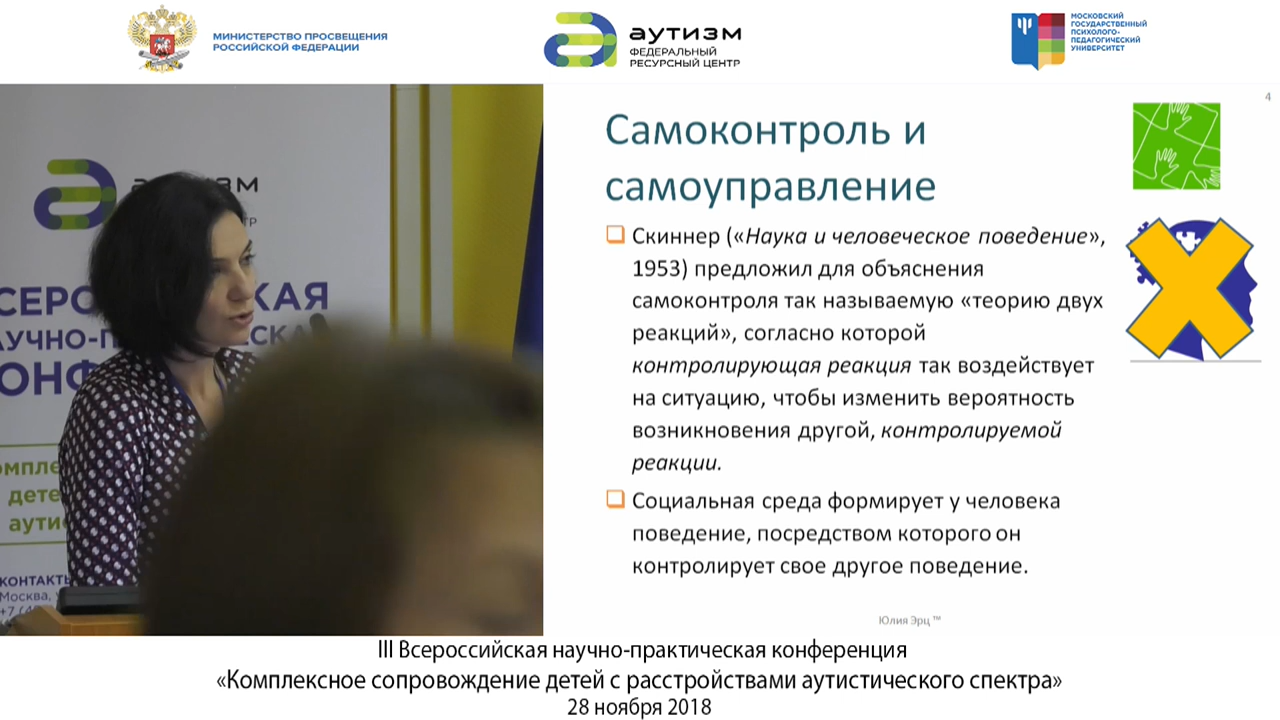 МИНИСТЕРСТВО ПРОСВЕЩЕНИЯ
РОССИЙСКОЙ ФЕДЕРАЦИИ
аутизм
ФЕДЕРАЛЬНЫЙ
РЕСУРСНЫЙ ЦЕНТР
МОСКОВСКИЙ
ГОСУДАРСТВЕННЫЙ
ПСИХОЛОГО-
ПЕДАГОГИЧЕСКИЙ
УНИВЕРСИТЕТ
КОНТАКТЫ
Москва,
+7
4
Самоконтроль и
самоуправление
Скиннер («Наука и человеческое поведение»,
1953) предложил для объяснения
самоконтроля так называемую «теорию двух
реакций», согласно которой
контролирующая реакция так воздействует
на ситуацию, чтобы изменить вероятность
возникновения другой, контролируемой
реакции.
Социальная среда формирует у человека
поведение, посредством которого он
контролирует свое другое поведение.
Юлия Эрц ™
III Всероссийская научно-практическая конференция
«Комплексное сопровождение детей с расстройствами аутистического спектра»
28 ноября 2018